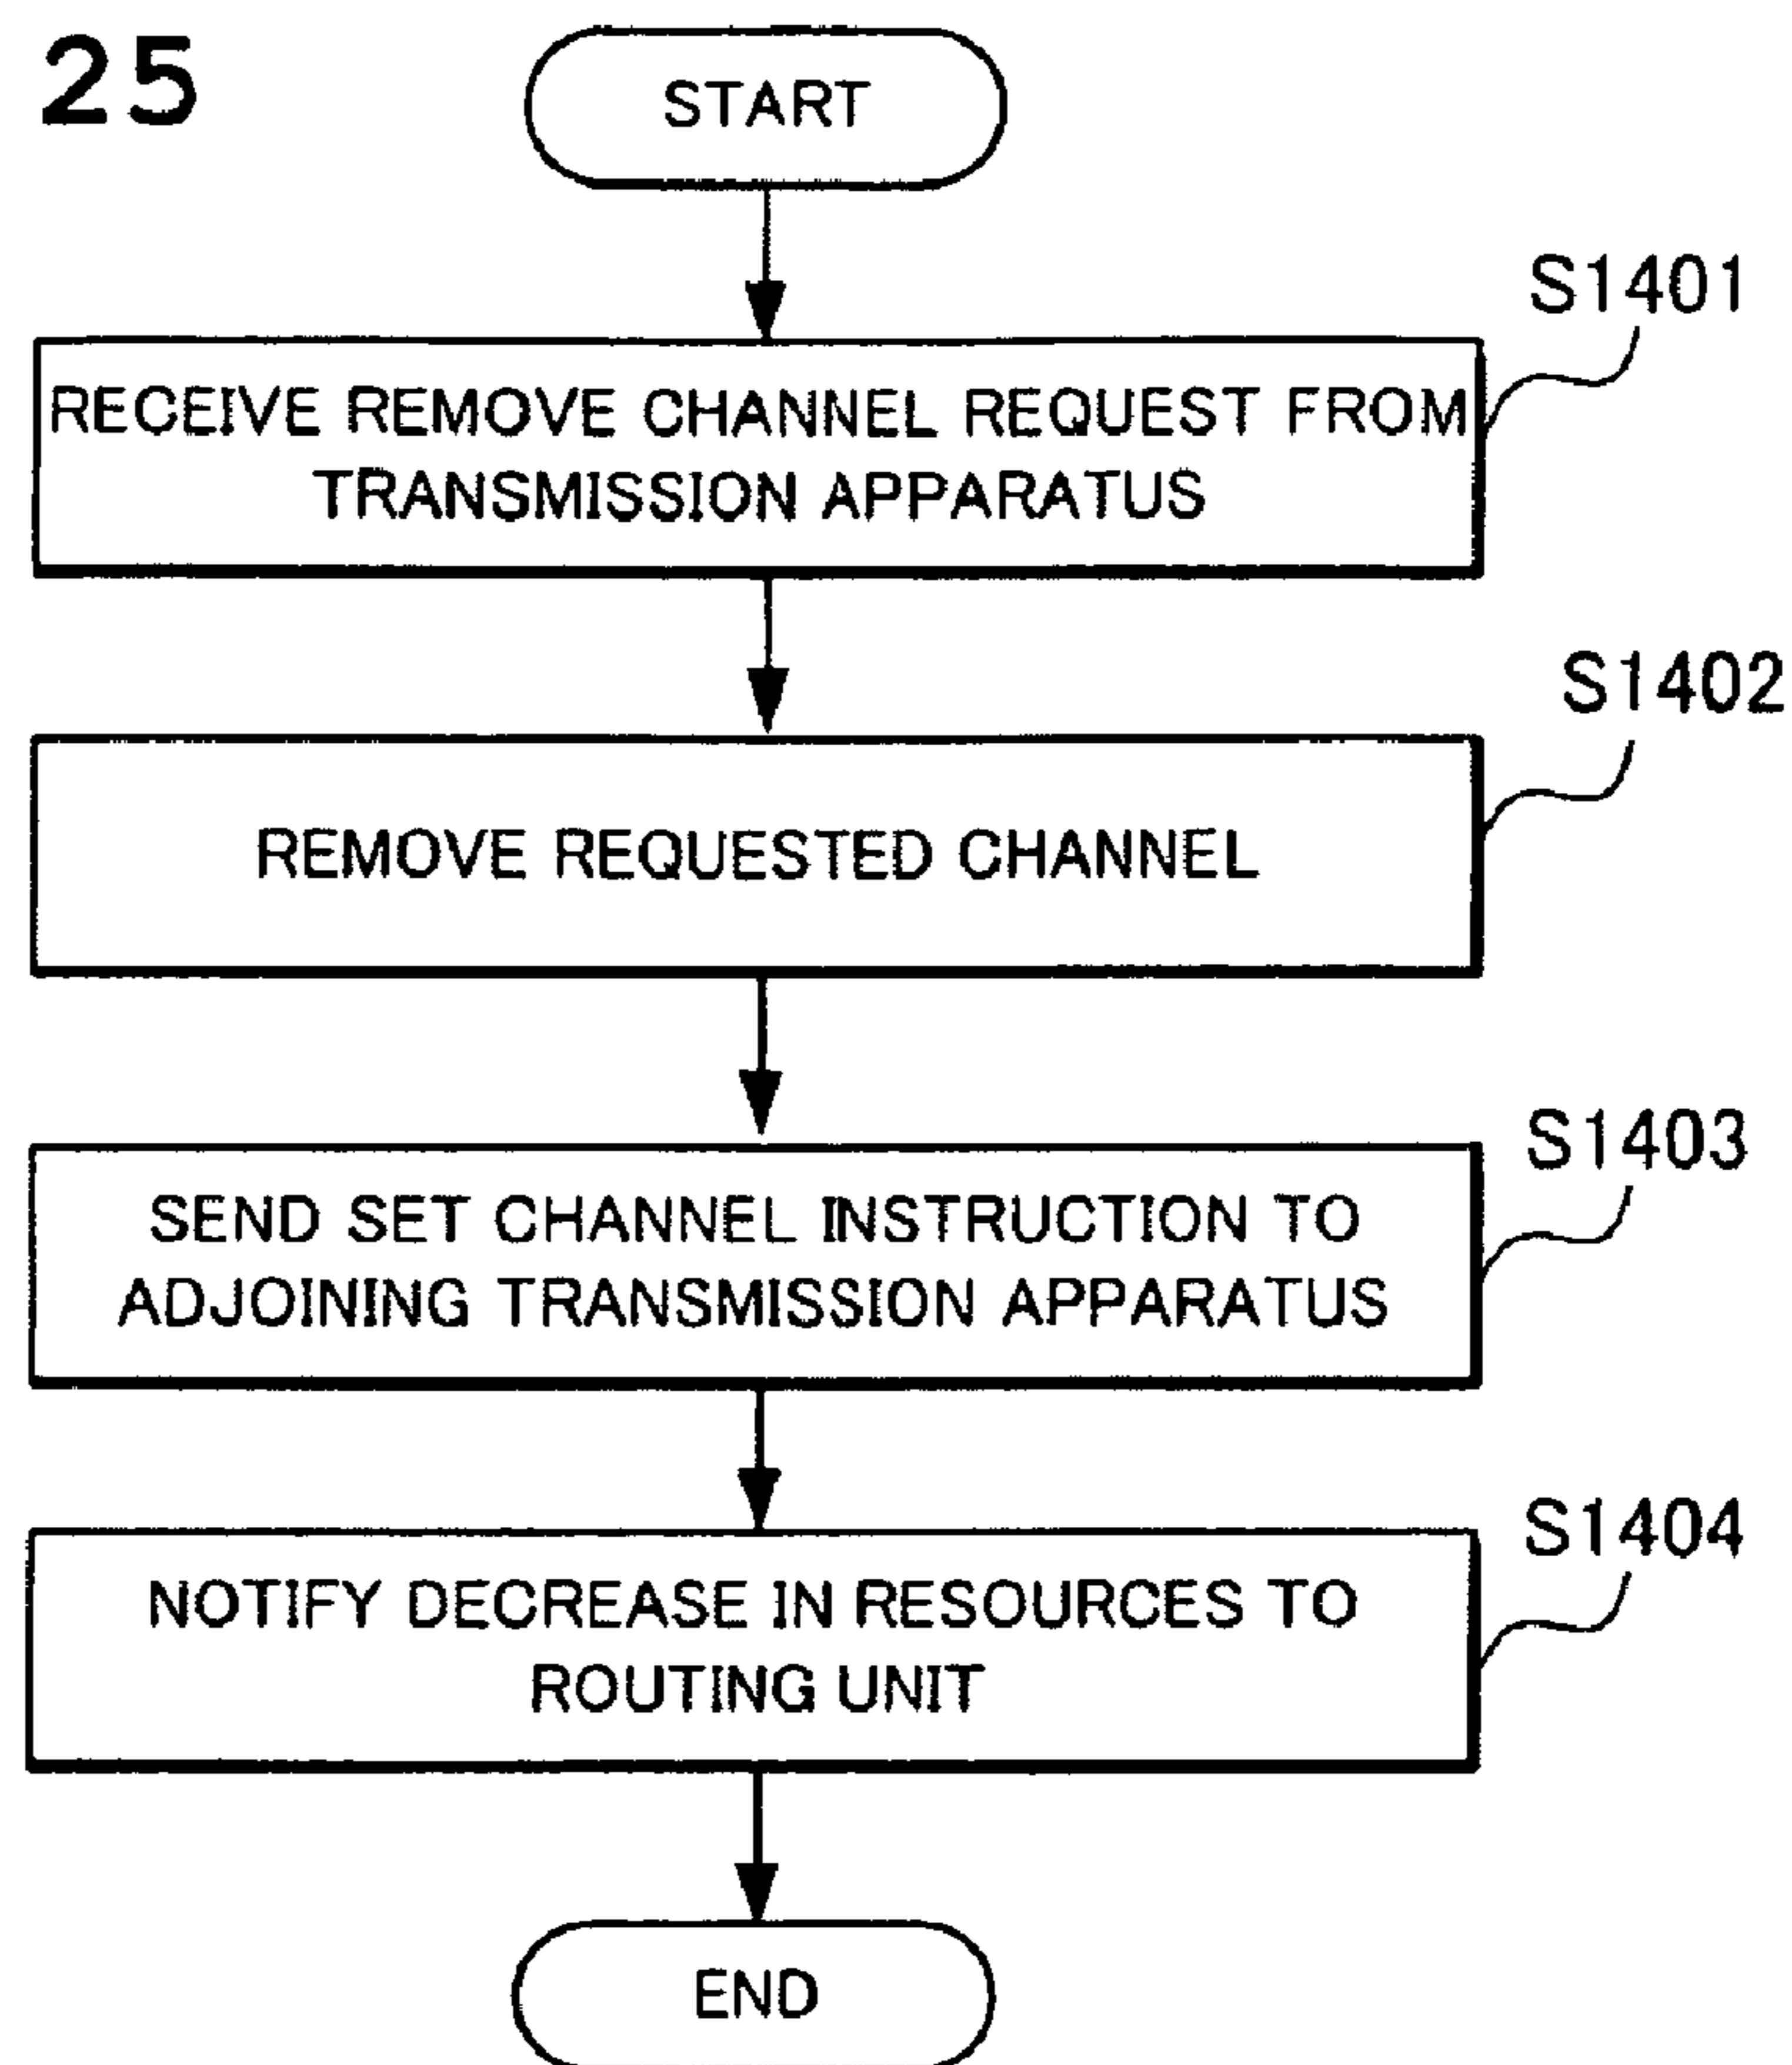 25
START
S1401
RECEIVE REMOVE CHANNEL REQUEST FROM
TRANSMISSION APPARATUS
S1402
REMOVE REQUESTED CHANNEL
S1403
SEND SET CHANNEL INSTRUCTION TO
ADJOINING TRANSMISSION APPARATUS
S1404
NOTIFY DECREASE IN RESOURCES TO
ROUTING UNIT
END